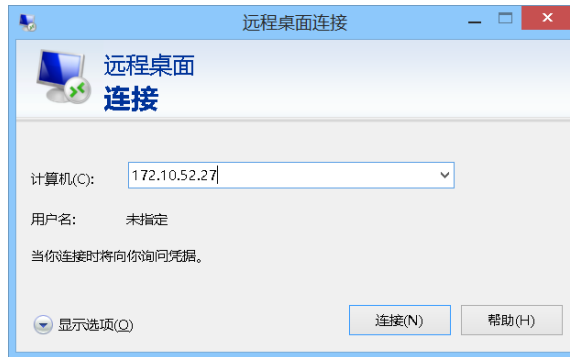 远程桌面连接
远程桌面
连接
计算机(C): 172.10.52.27
用户名: 未指定
当你连接时将向你询问凭据。
显示选项(O) 连接(N) 帮助(H)